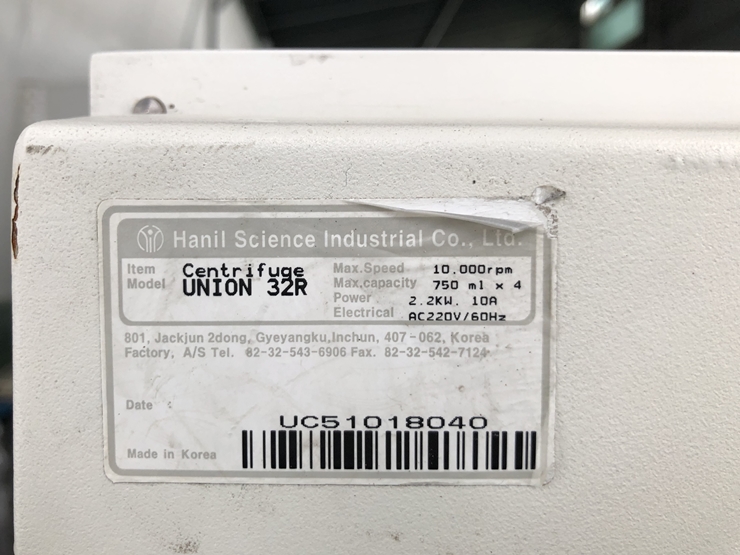 Hanil Science Industrial Co., Ltd.
Item Centrifuge Max.Speed 10,000rpm
Model UNION 32R Max.capacity 750 ml x 4
Power 2.2KW. 10A
Electrical AC220V/60Hz
801, Jackjun 2dong, Gyeyangku,Inchun, 407-062, Korea
Factory, A/S Tel. 82-32-543-6906 Fax. 82-32-542-7124
Date :
UC51018040
Made in Korea